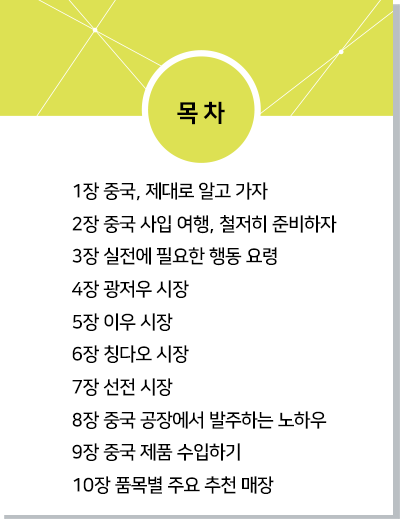 목차
1장 중국, 제대로 알고 가자
2장 중국 사입 여행, 철저히 준비하자
3장 실전에 필요한 행동 요령
4장 광저우 시장
5장 이우 시장
6장 칭다오 시장
7장 선전 시장
8장 중국 공장에서 발주하는 노하우
9장 중국 제품 수입하기
10장 품목별 주요 추천 매장